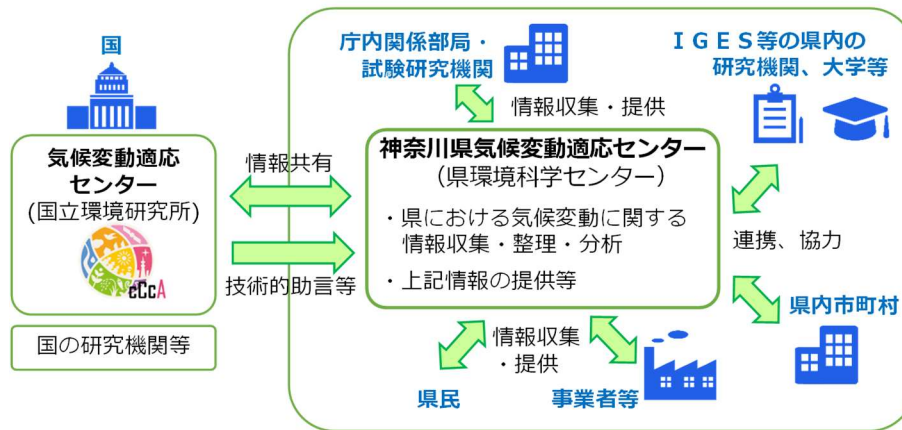 国
気候変動適応
センター
(国立環境研究所)
CCCA
国の研究機関等
情報共有
技術的助言等
庁内関係部局・
試験研究機関
情報収集・提供
ＩＧＥＳ等の県内の
研究機関、大学等
神奈川県気候変動適応センター
（県環境科学センター）
・県における気候変動に関する
情報収集・整理・分析
・上記情報の提供等
連携、協力
県内市町村
情報収集
・提供
県民
事業者等